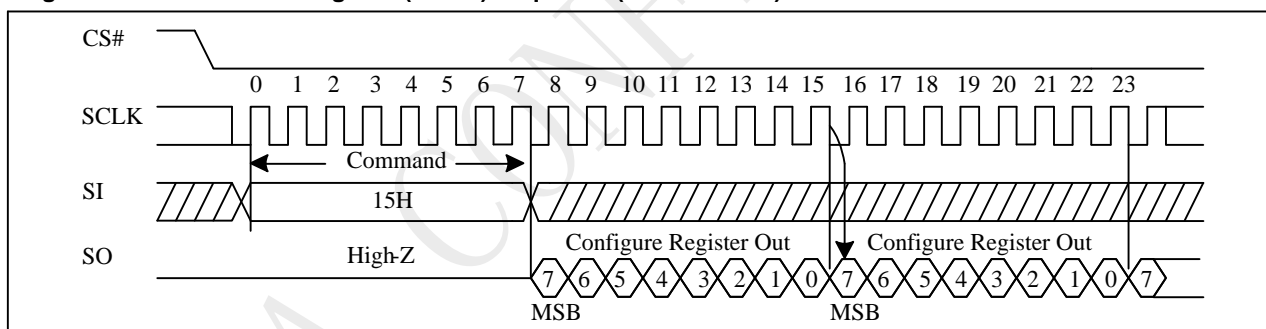 CS#
0 1 2 3 4 5 6 7 8 9 10 11 12 13 14 15 16 17 18 19 20 21 22 23
SCLK
Command
SI
15H
SO
High-Z
Configure Register Out
Configure Register Out
7 6 5 4 3 2 1 0 7 6 5 4 3 2 1 0 7
MSB
MSB